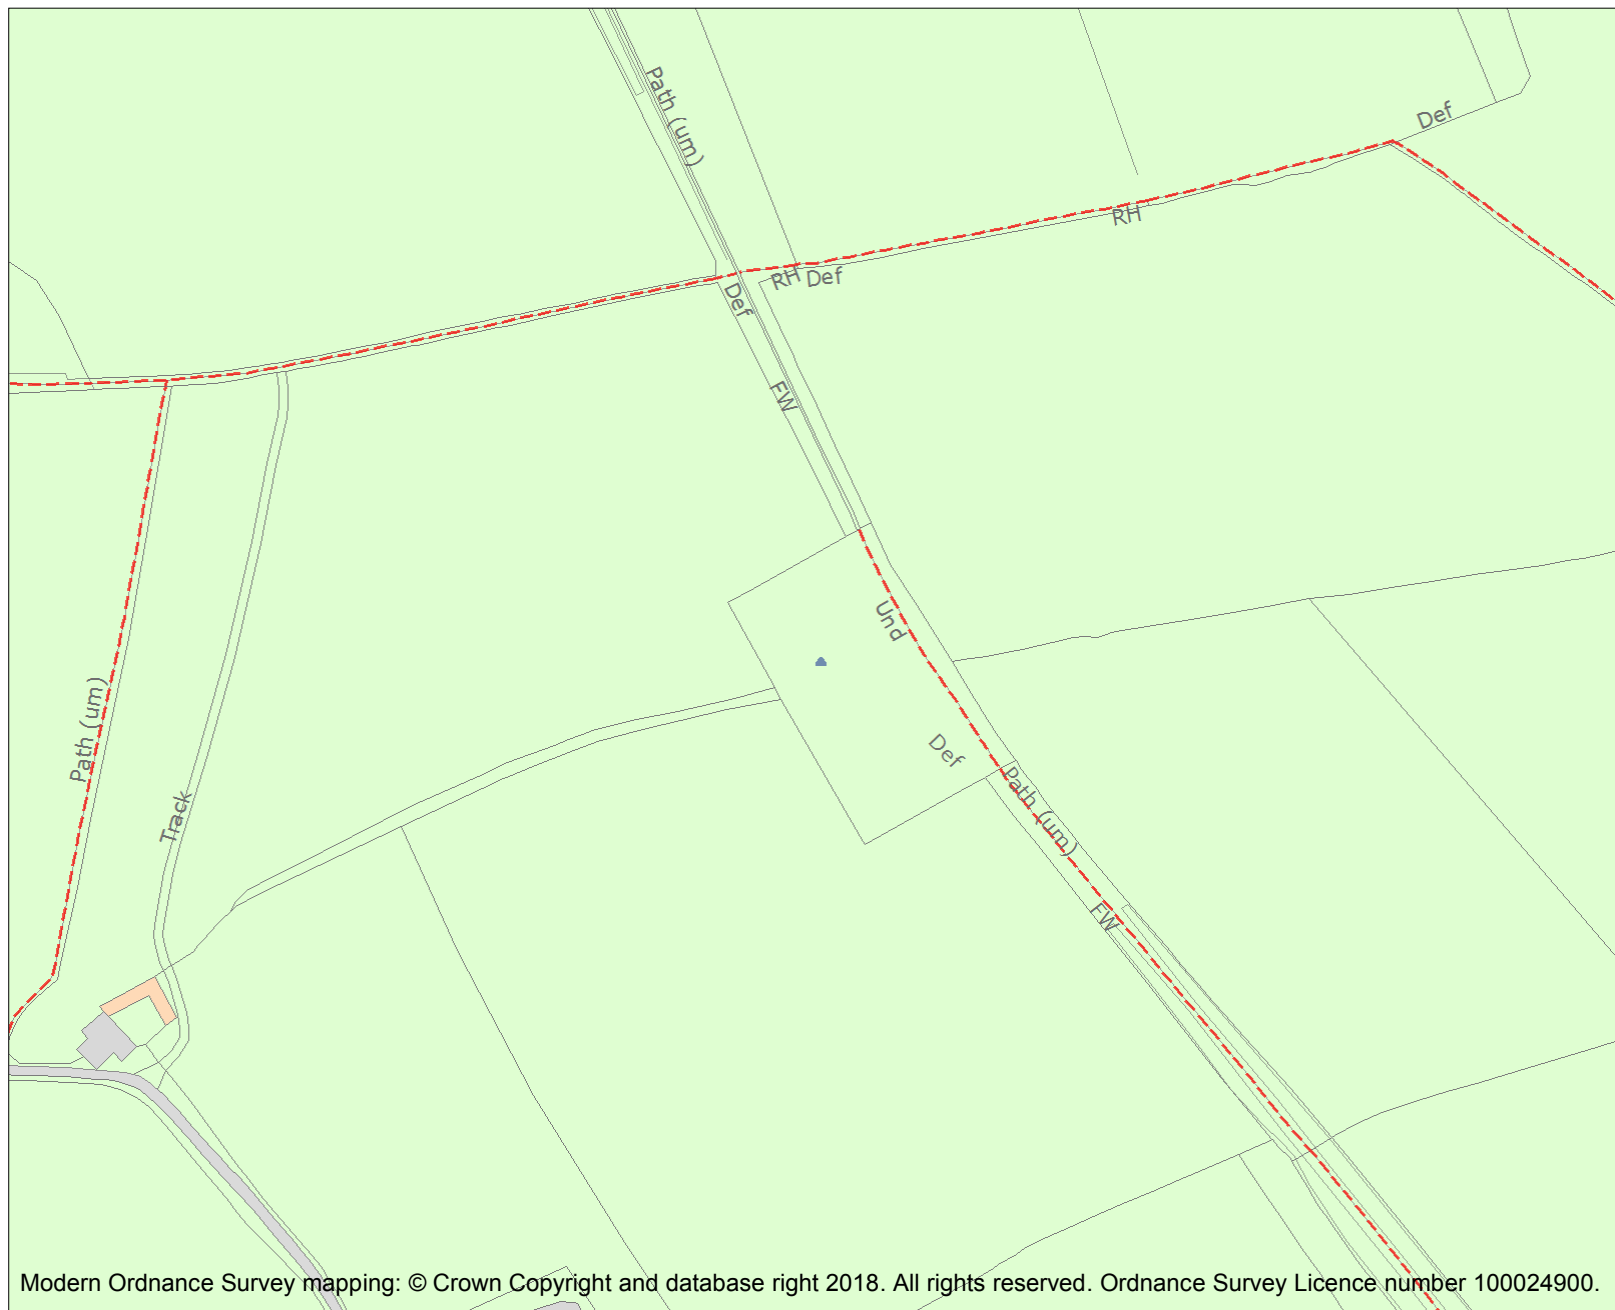 Path (um)
Def
RH
RH
Def
Def
FW
Und
Path (um)
Def
Path (um)
Track
FW
Modern Ordnance Survey mapping: © Crown Copyright and database right 2018. All rights reserved. Ordnance Survey Licence number 100024900.